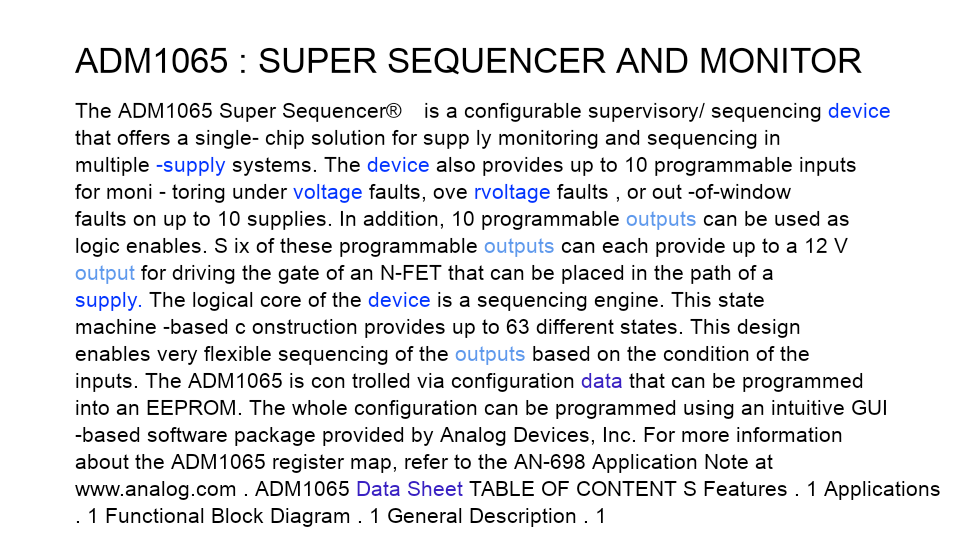 ADM1065 : SUPER SEQUENCER AND MONITOR
The ADM1065 Super Sequencer® is a configurable supervisory/ sequencing device
that offers a single- chip solution for supp ly monitoring and sequencing in
multiple -supply systems. The device also provides up to 10 programmable inputs
for moni - toring under voltage faults, ove rvoltage faults , or out -of-window
faults on up to 10 supplies. In addition, 10 programmable outputs can be used as
logic enables. S ix of these programmable outputs can each provide up to a 12 V
output for driving the gate of an N-FET that can be placed in the path of a
supply. The logical core of the device is a sequencing engine. This state
machine -based c onstruction provides up to 63 different states. This design
enables very flexible sequencing of the outputs based on the condition of the
inputs. The ADM1065 is con trolled via configuration data that can be programmed
into an EEPROM. The whole configuration can be programmed using an intuitive GUI
-based software package provided by Analog Devices, Inc. For more information
about the ADM1065 register map, refer to the AN-698 Application Note at
www.analog.com . ADM1065 Data Sheet TABLE OF CONTENT S Features . 1 Applications
. 1 Functional Block Diagram . 1 General Description . 1